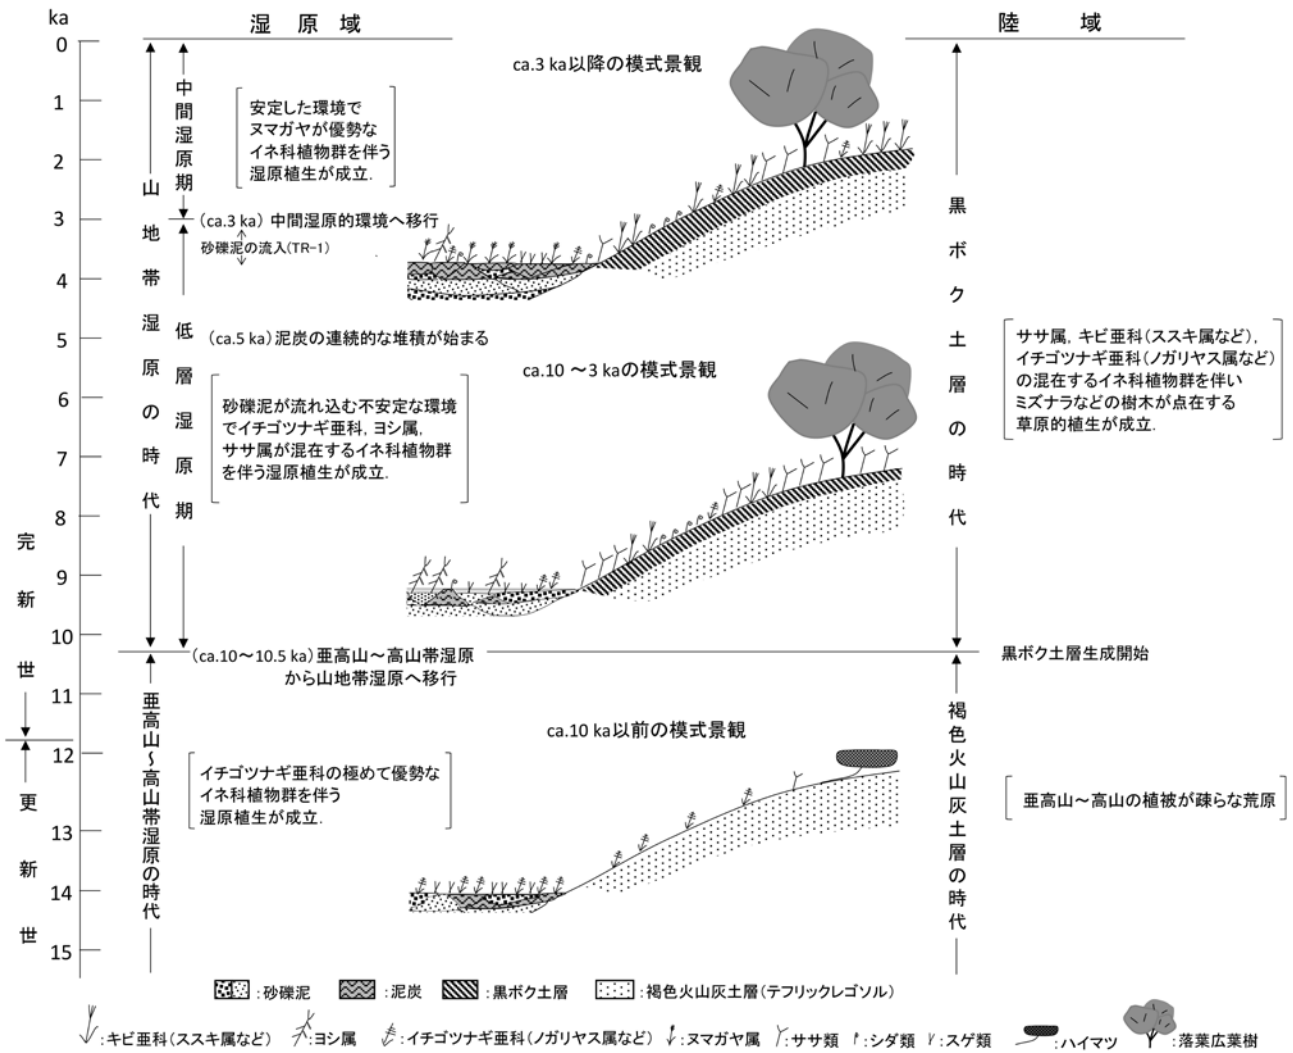 ka
湿原域
陸域
0
1
2
3
4
5
6
7
8
9
10
11
12
13
14
15
完新世
更新世
山地帯湿原の時代
亜高山～高山帯湿原の時代
中間湿原期
低層湿原期
安定した環境で
ヌマガヤが優勢な
イネ科植物群を伴う
湿原植生が成立.
(ca.3 ka) 中間湿原的環境へ移行
砂礫泥の流入(TR-1)
(ca.5 ka) 泥炭の連続的な堆積が始まる
砂礫泥が流れ込む不安定な環境
でイチゴツナギ亜科, ヨシ属,
ササ属が混在するイネ科植物群
を伴う湿原植生が成立.
(ca.10～10.5 ka) 亜高山～高山帯湿原
から山地帯湿原へ移行
イチゴツナギ亜科の極めて優勢な
イネ科植物群を伴う
湿原植生が成立.
ca.3 ka以降の模式景観
ca.10 ～3 kaの模式景観
ca.10 ka以前の模式景観
黒ボク土層の時代
褐色火山灰土層の時代
ササ属, キビ亜科(ススキ属など),
イチゴツナギ亜科(ノガリヤス属など)
の混在するイネ科植物群を伴い
ミズナラなどの樹木が点在する
草原的植生が成立.
黒ボク土層生成開始
亜高山～高山の植被が疎らな荒原
:砂礫泥 :泥炭 :黒ボク土層 :褐色火山灰土層(テフリックレゴソル)
:キビ亜科(ススキ属など) :ヨシ属 :イチゴツナギ亜科(ノガリヤス属など) :ヌマガヤ属 :ササ類 :シダ類 :スゲ類 :ハイマツ :落葉広葉樹